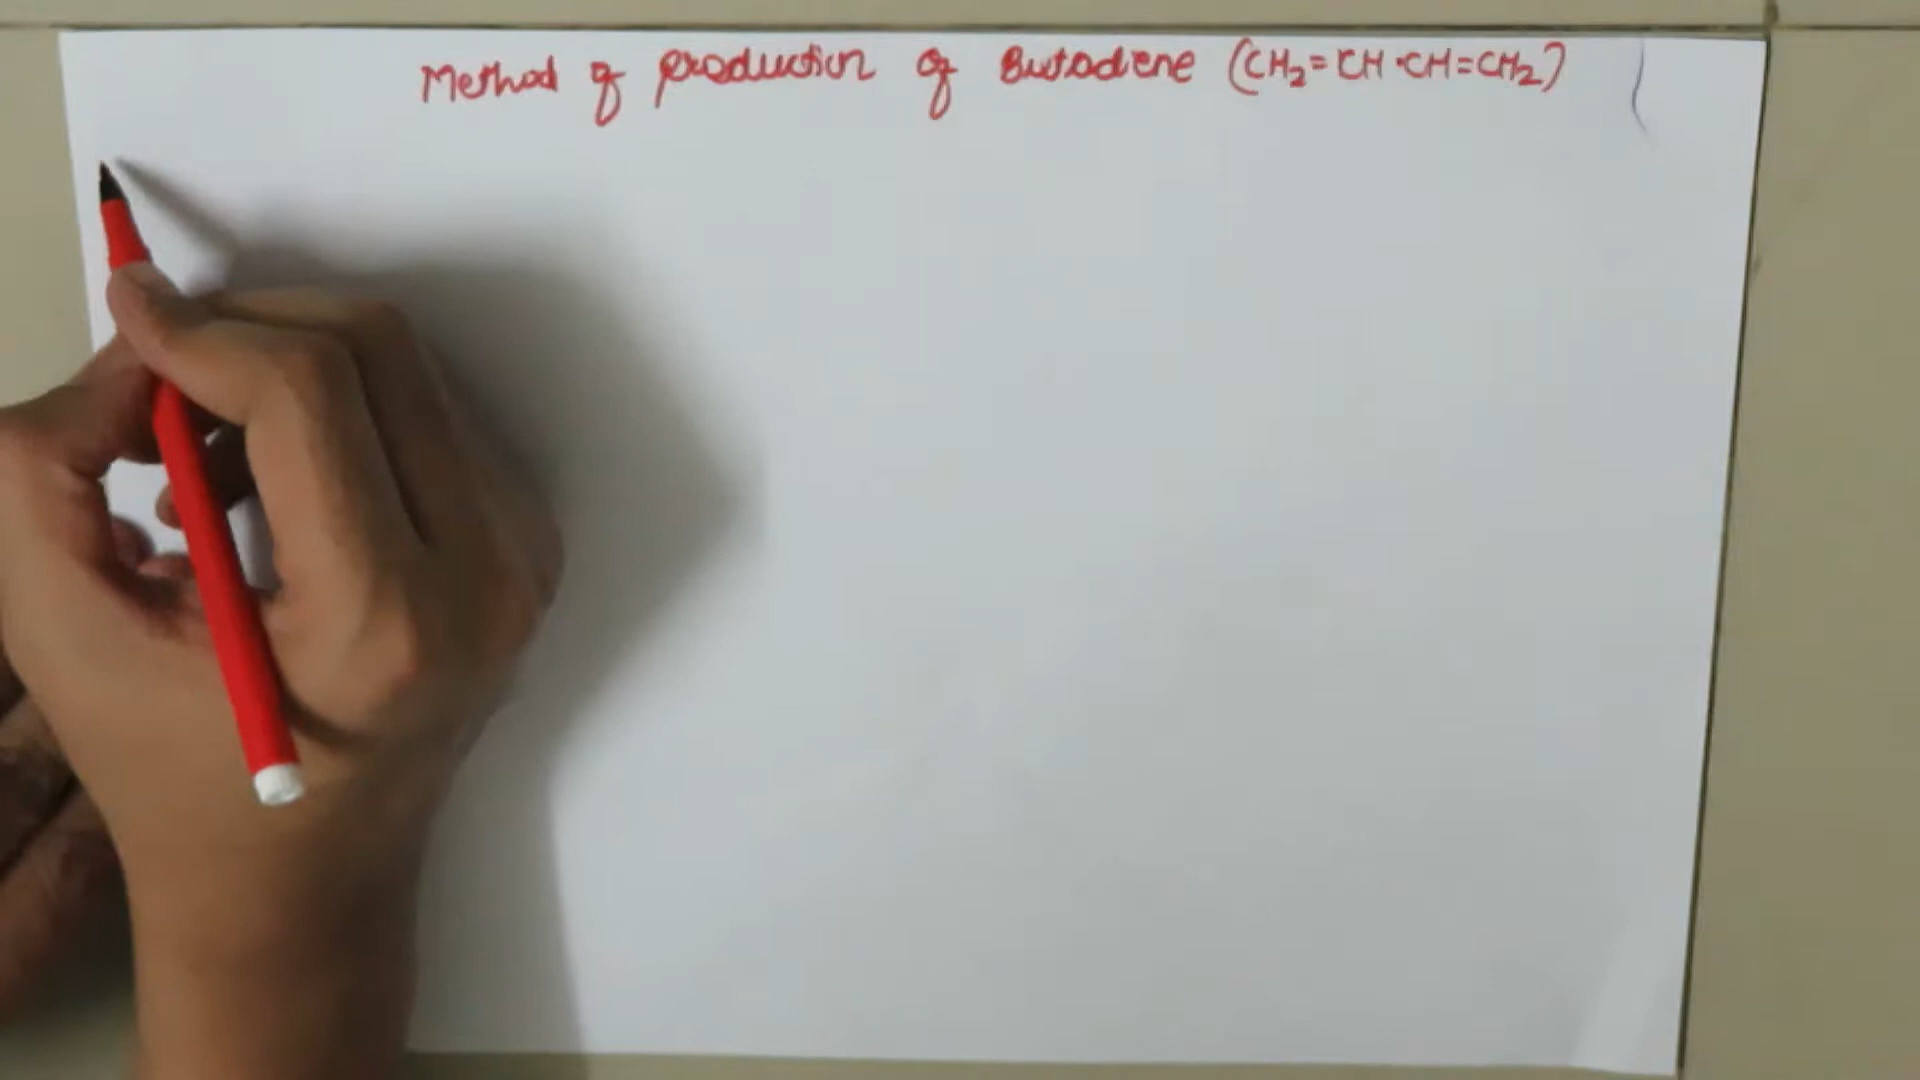 Method of production of Butadiene (CH₂=CH·CH=CH₂)